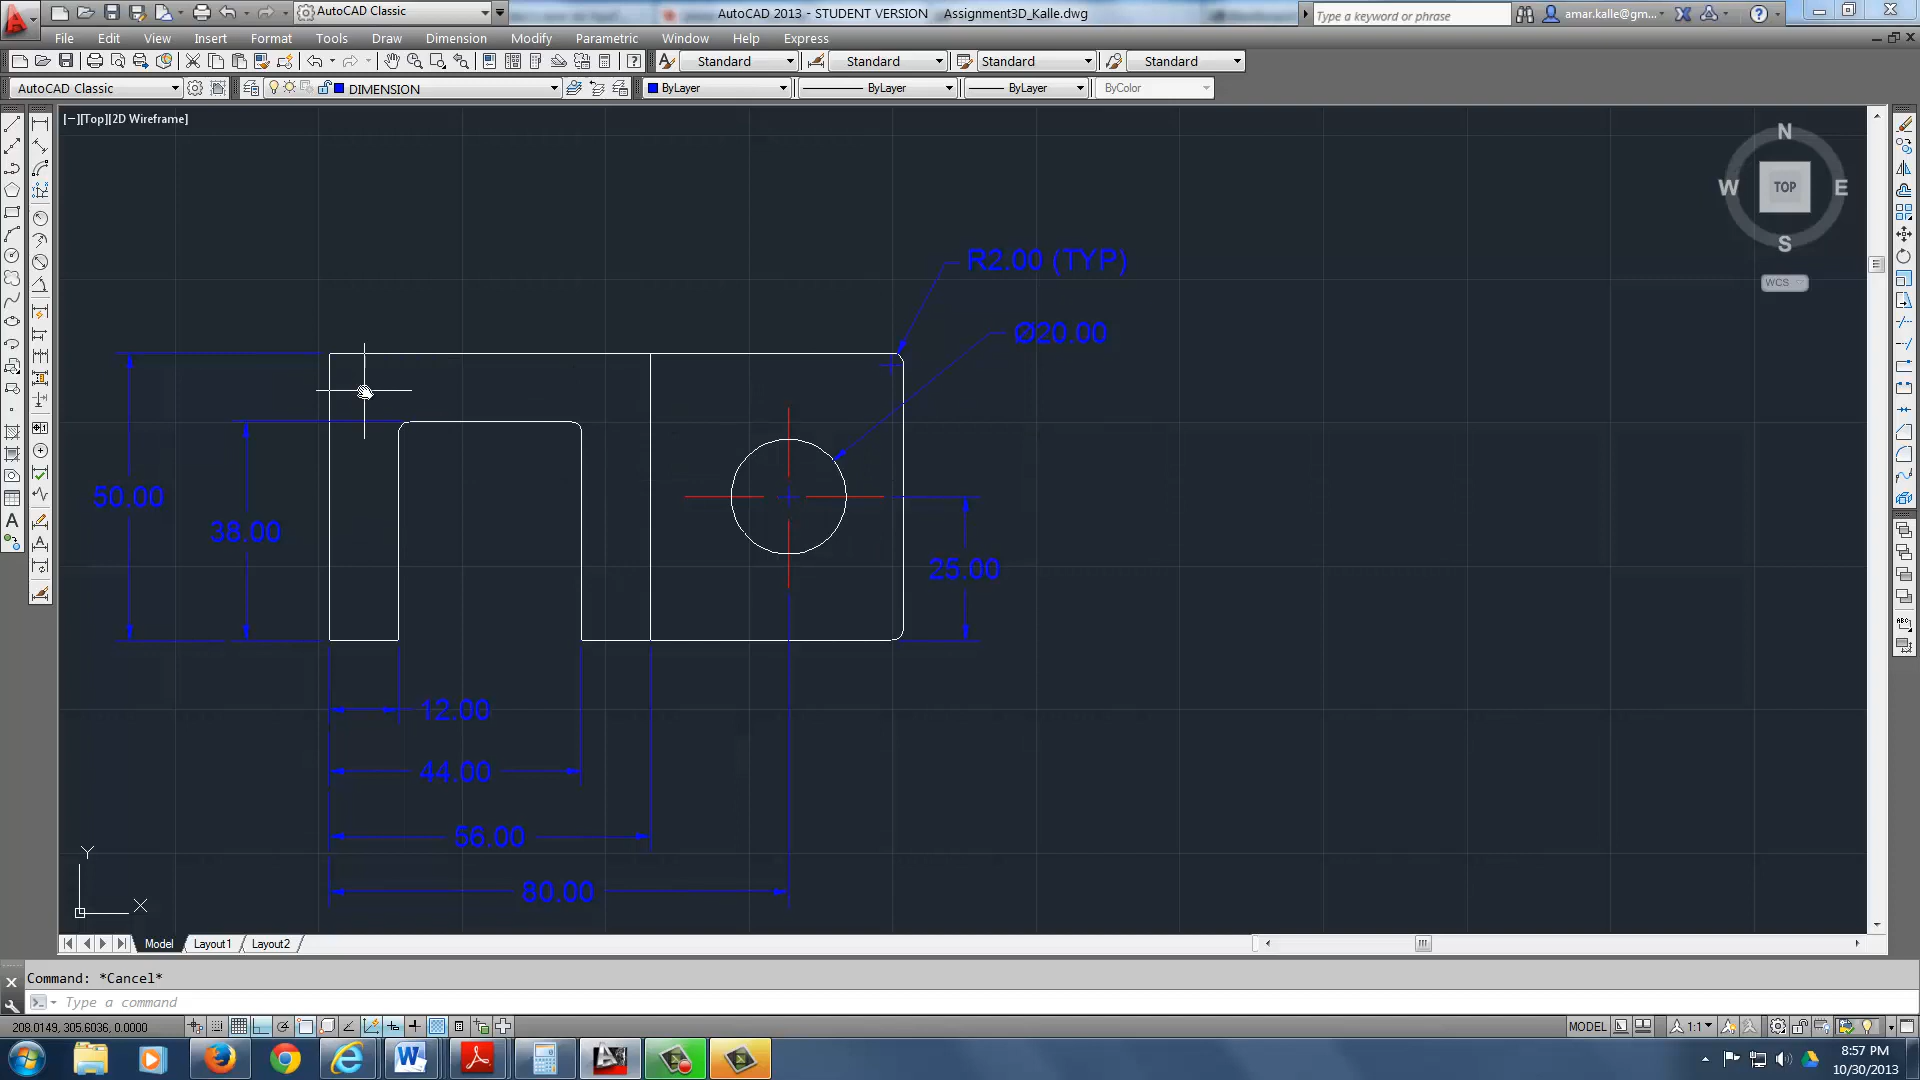 AutoCAD Classic
AutoCAD 2013 - STUDENT VERSION Assignment3D_Kalle.dwg
Type a keyword or phrase
amar.kalle@gm...
File Edit View Insert Format Tools Draw Dimension Modify Parametric Window Help Express
Standard Standard Standard Standard
AutoCAD Classic DIMENSION ByLayer ByLayer ByLayer ByColor
[−][Top][2D Wireframe]
N
W TOP E
S
WCS
R2.00 (TYP)
Ø20.00
50.00
38.00
25.00
12.00
44.00
56.00
80.00
Y
X
Model Layout1 Layout2
Command: *Cancel*
Type a command
208.0149, 305.6036, 0.0000
MODEL 1:1
8:57 PM
10/30/2013